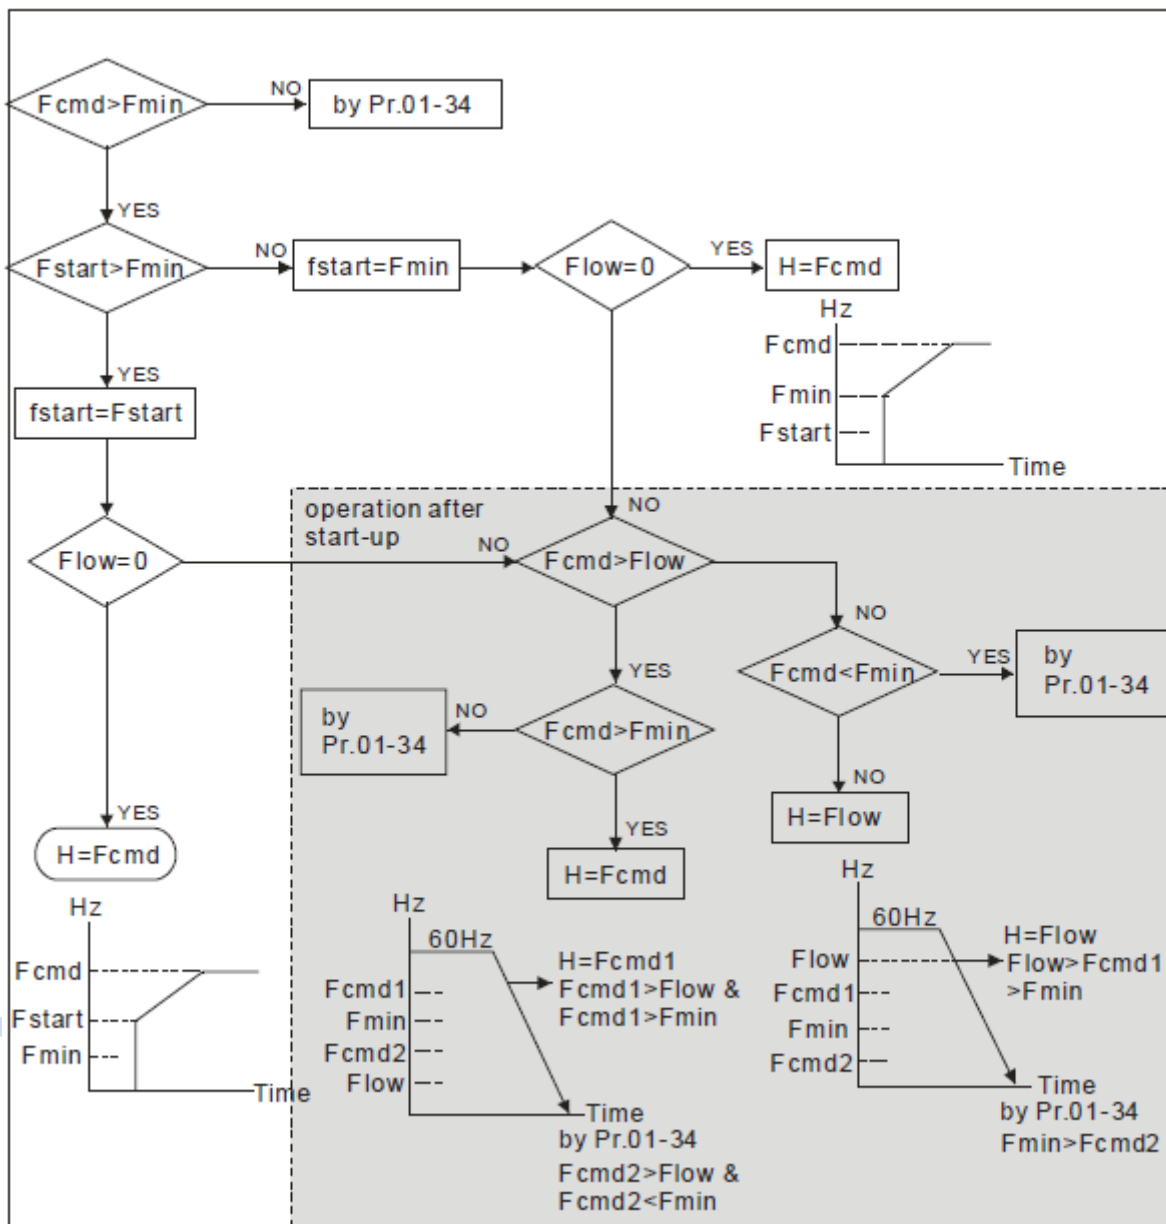 Fcmd>Fmin
NO
by Pr.01-34
YES
Fstart>Fmin
NO
fstart=Fmin
Flow=0
YES
H=Fcmd
Hz
Fcmd
Fmin
Fstart
Time
YES
fstart=Fstart
NO
operation after
start-up
Flow=0
NO
Fcmd>Flow
NO
YES
Fcmd<Fmin
YES
by
Pr.01-34
by
Pr.01-34
NO
Fcmd>Fmin
NO
H=Flow
YES
H=Fcmd
YES
H=Fcmd
Hz
Fcmd
Fstart
Fmin
Time
Hz
60Hz
Fcmd1
Fmin
Fcmd2
Flow
H=Fcmd1
Fcmd1>Flow &
Fcmd1>Fmin
Time
by Pr.01-34
Fcmd2>Flow &
Fcmd2<Fmin
Hz
60Hz
Flow
Fcmd1
Fmin
Fcmd2
H=Flow
Flow>Fcmd1
>Fmin
Time
by Pr.01-34
Fmin>Fcmd2